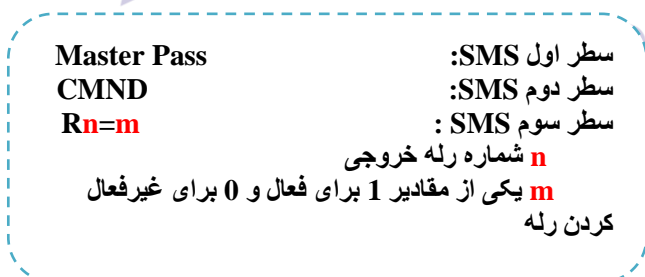 سطر اول SMS: Master Pass
سطر دوم SMS: CMND
سطر سوم SMS : Rn=m
n شماره رله خروجی
m یکی از مقادیر 1 برای فعال و 0 برای غیرفعال
کردن رله